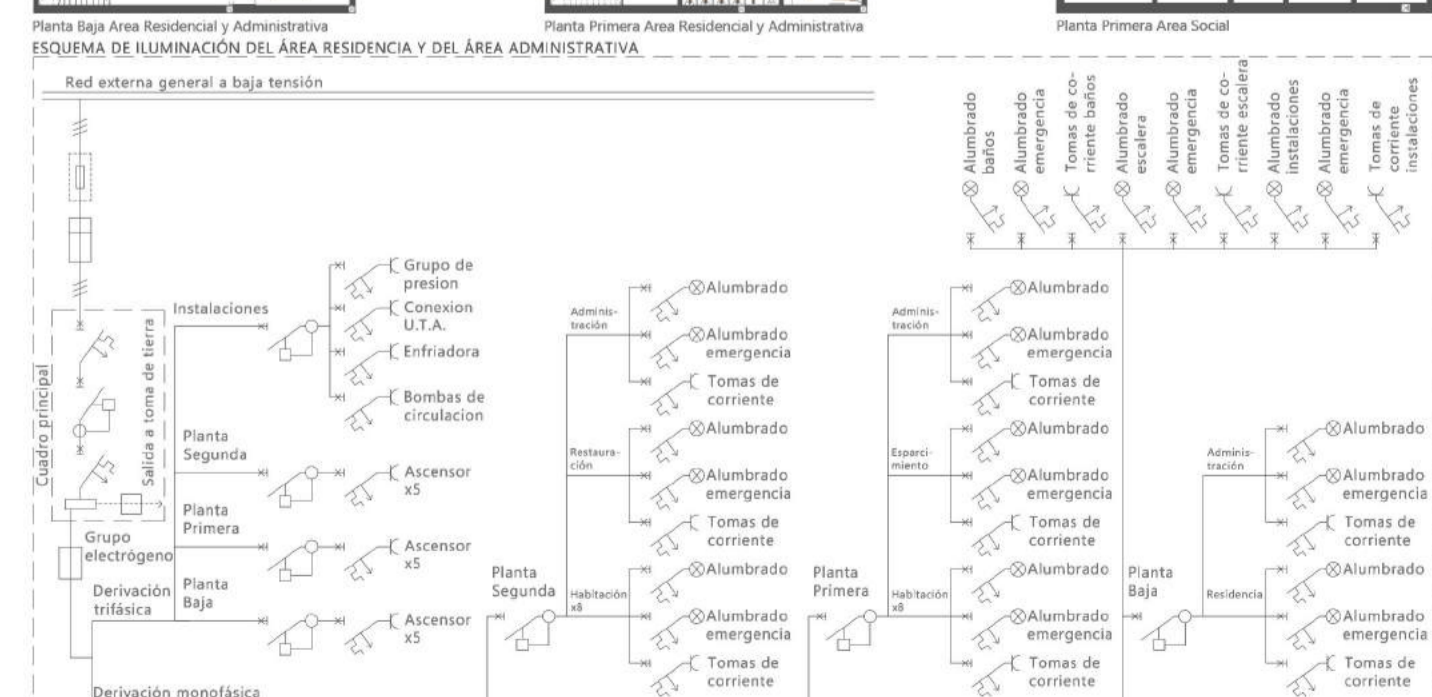 Planta Baja Area Residencial y Administrativa
Planta Primera Area Residencial y Administrativa
Planta Primera Area Social
ESQUEMA DE ILUMINACIÓN DEL ÁREA RESIDENCIA Y DEL ÁREA ADMINISTRATIVA
Red externa general a baja tensión
Alumbrado
baños
Alumbrado
emergencia
Tomas de co-
rriente baños
Alumbrado
escalera
Alumbrado
emergencia
Tomas de co-
rriente escalera
Alumbrado
instalaciones
Alumbrado
emergencia
Tomas de
corriente
instalaciones
Cuadro principal
Salida a toma de tierra
Instalaciones
Grupo de
presion
Conexion
U.T.A.
Enfriadora
Bombas de
circulacion
Planta
Segunda
Ascensor
x5
Planta
Primera
Ascensor
x5
Grupo
electrógeno
Derivación
trifásica
Planta
Baja
Ascensor
x5
Derivación monofásica
Planta
Segunda
Adminis-
tración
Alumbrado
Alumbrado
emergencia
Tomas de
corriente
Restaura-
ción
Alumbrado
Alumbrado
emergencia
Tomas de
corriente
Habitación
x8
Alumbrado
Alumbrado
emergencia
Tomas de
corriente
Planta
Primera
Adminis-
tración
Alumbrado
Alumbrado
emergencia
Tomas de
corriente
Esparci-
miento
Alumbrado
Alumbrado
emergencia
Tomas de
corriente
Habitación
x8
Alumbrado
Alumbrado
emergencia
Tomas de
corriente
Planta
Baja
Adminis-
tración
Alumbrado
Alumbrado
emergencia
Tomas de
corriente
Residencia
Alumbrado
Alumbrado
emergencia
Tomas de
corriente